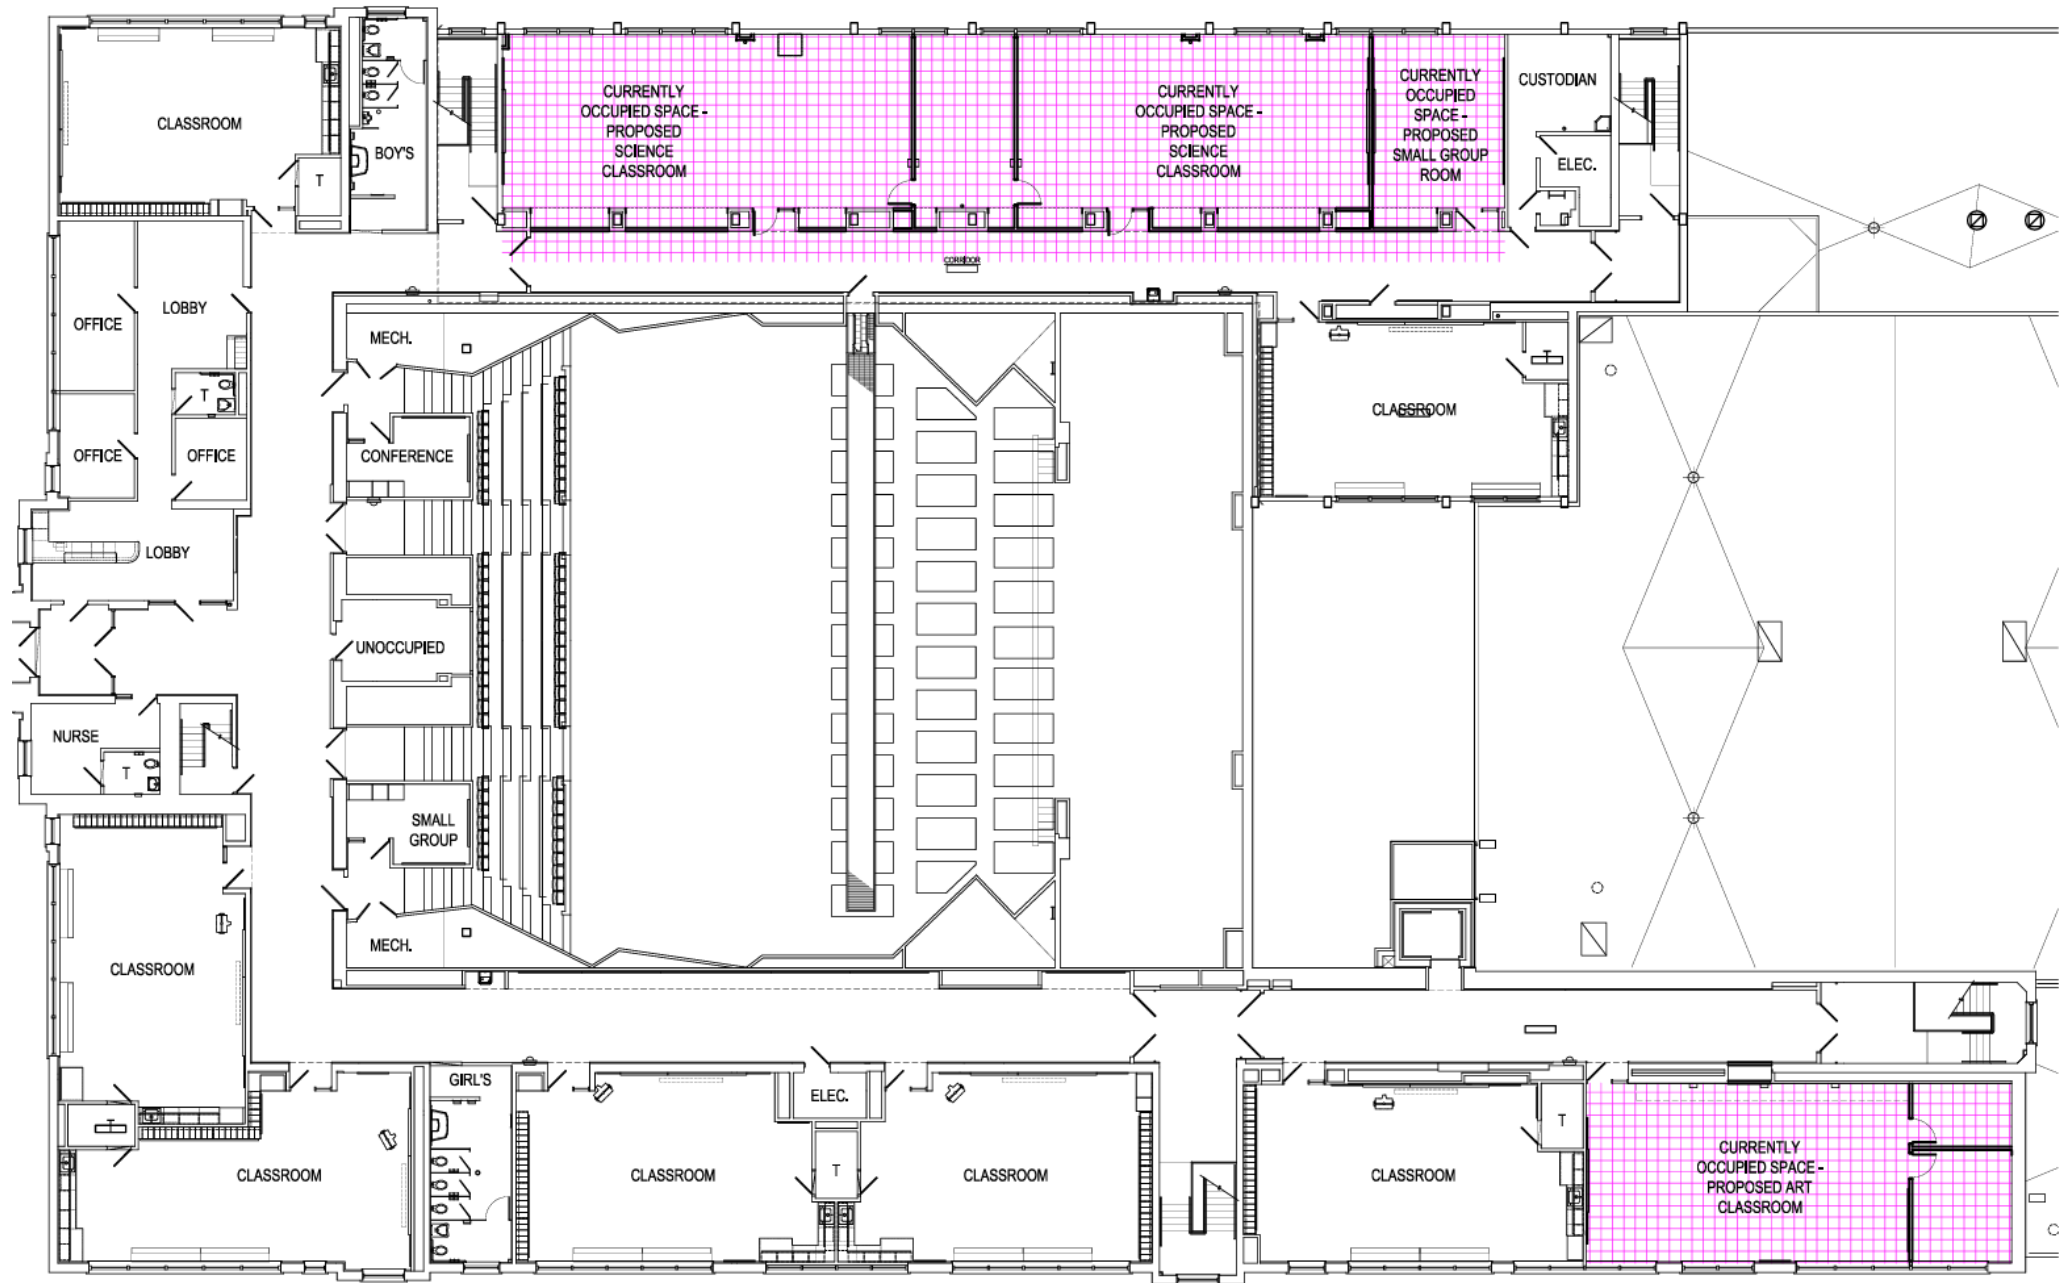 CLASSROOM
T
BOY'S
CURRENTLY
OCCUPIED SPACE -
PROPOSED
SCIENCE
CLASSROOM
CURRENTLY
OCCUPIED SPACE -
PROPOSED
SCIENCE
CLASSROOM
CURRENTLY
OCCUPIED
SPACE -
PROPOSED
SMALL GROUP
ROOM
CUSTODIAN
ELEC.
CORRIDOR
LOBBY
OFFICE
T
OFFICE
OFFICE
LOBBY
MECH.
CONFERENCE
UNOCCUPIED
SMALL
GROUP
MECH.
T
CLASSROOM
NURSE
T
CLASSROOM
T
CLASSROOM
GIRL'S
CLASSROOM
ELEC.
T
CLASSROOM
CLASSROOM
T
CURRENTLY
OCCUPIED SPACE -
PROPOSED ART
CLASSROOM